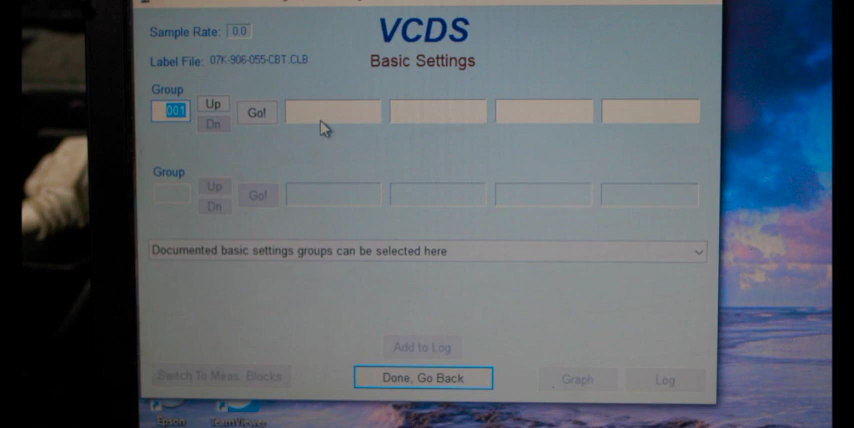 Sample Rate: 0.0
VCDS
Label File: 07K-906-055-CBT.CLB
Basic Settings
Group
001
Up
Dn
Go!
Group
Up
Dn
Go!
Documented basic settings groups can be selected here
Add to Log
Switch To Meas. Blocks
Done, Go Back
Graph
Log
Epson
TeamViewer